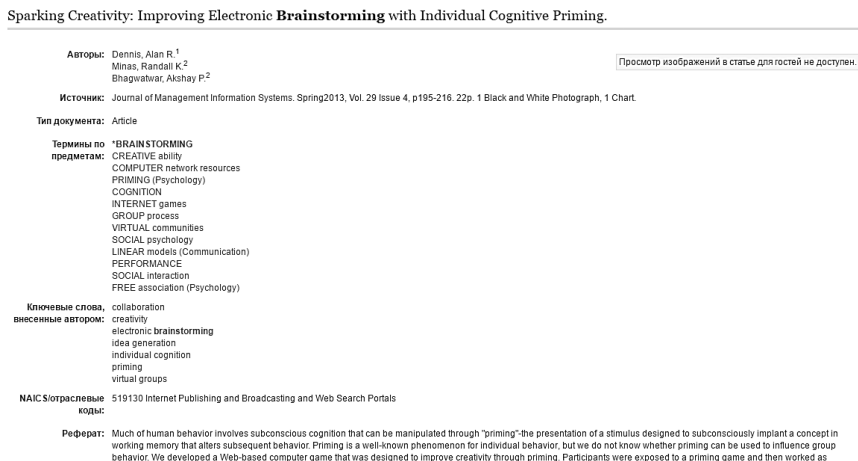 Sparking Creativity: Improving Electronic Brainstorming with Individual Cognitive Priming.
Авторы: Dennis, Alan R.1
Minas, Randall K.2
Bhagwatwar, Akshay P.2
Просмотр изображений в статье для гостей не доступен.
Источник: Journal of Management Information Systems. Spring2013, Vol. 29 Issue 4, p195-216. 22p. 1 Black and White Photograph, 1 Chart.
Тип документа: Article
Термины по предметам: *BRAINSTORMING
CREATIVE ability
COMPUTER network resources
PRIMING (Psychology)
COGNITION
INTERNET games
GROUP process
VIRTUAL communities
SOCIAL psychology
LINEAR models (Communication)
PERFORMANCE
SOCIAL interaction
FREE association (Psychology)
Ключевые слова, внесенные автором: collaboration
creativity
electronic brainstorming
idea generation
individual cognition
priming
virtual groups
NAICS/отраслевые коды: 519130 Internet Publishing and Broadcasting and Web Search Portals
Реферат: Much of human behavior involves subconscious cognition that can be manipulated through "priming"-the presentation of a stimulus designed to subconsciously implant a concept in
working memory that alters subsequent behavior. Priming is a well-known phenomenon for individual behavior, but we do not know whether priming can be used to influence group
behavior. We developed a Web-based computer game that was designed to improve creativity through priming. Participants were exposed to a priming game and then worked as